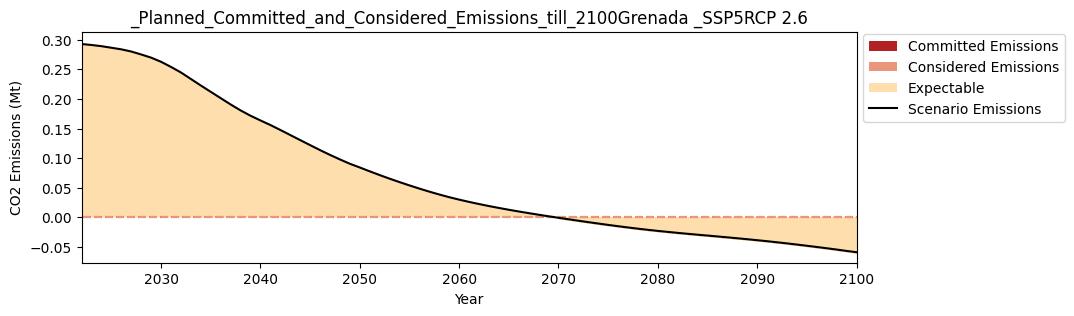 _Planned_Committed_and_Considered_Emissions_till_2100Grenada _SSP5RCP 2.6
CO2 Emissions (Mt)
0.30
0.25
0.20
0.15
0.10
0.05
0.00
−0.05
2030 2040 2050 2060 2070 2080 2090 2100
Year
Committed Emissions
Considered Emissions
Expectable
Scenario Emissions